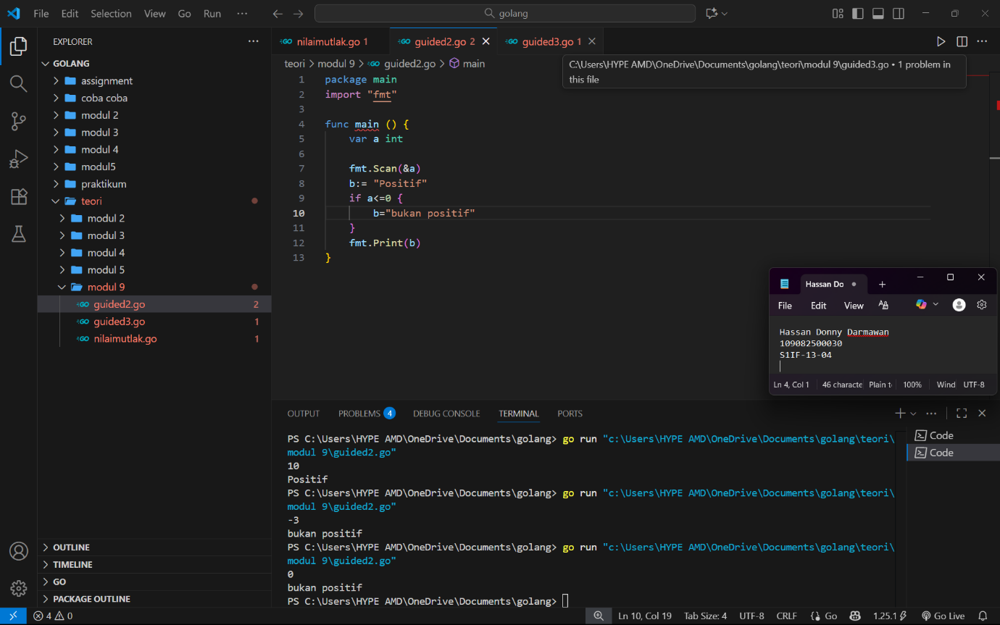 File Edit Selection View Go Run ···
golang
EXPLORER
GOLANG
assignment
coba coba
modul 2
modul 3
modul 4
modul5
praktikum
teori
modul 2
modul 3
modul 4
modul 5
modul 9
guided2.go 2
guided3.go 1
nilaimutlak.go 1
OUTLINE
TIMELINE
GO
PACKAGE OUTLINE
nilaimutlak.go 1
guided2.go 2
guided3.go 1
teori > modul 9 > guided2.go > main
C:\Users\HYPE AMD\OneDrive\Documents\golang\teori\modul 9\guided3.go • 1 problem in
this file
1 package main
2 import "fmt"
3
4 func main () {
5 var a int
6
7 fmt.Scan(&a)
8 b:= "Positif"
9 if a<=0 {
10 b="bukan positif"
11 }
12 fmt.Print(b)
13 }
Hassan Do
File Edit View
Hassan Donny Darmawan
109082500030
S1IF-13-04
Ln 4, Col 1 46 characte Plain t 100% Wind UTF-8
OUTPUT PROBLEMS 4 DEBUG CONSOLE TERMINAL PORTS
PS C:\Users\HYPE AMD\OneDrive\Documents\golang> go run "c:\Users\HYPE AMD\OneDrive\Documents\golang\teori\
modul 9\guided2.go"
10
Positif
PS C:\Users\HYPE AMD\OneDrive\Documents\golang> go run "c:\Users\HYPE AMD\OneDrive\Documents\golang\teori\
modul 9\guided2.go"
-3
bukan positif
PS C:\Users\HYPE AMD\OneDrive\Documents\golang> go run "c:\Users\HYPE AMD\OneDrive\Documents\golang\teori\
modul 9\guided2.go"
0
bukan positif
PS C:\Users\HYPE AMD\OneDrive\Documents\golang>
Code
Code
4 0
Ln 10, Col 19 Tab Size: 4 UTF-8 CRLF Go 1.25.1 Go Live